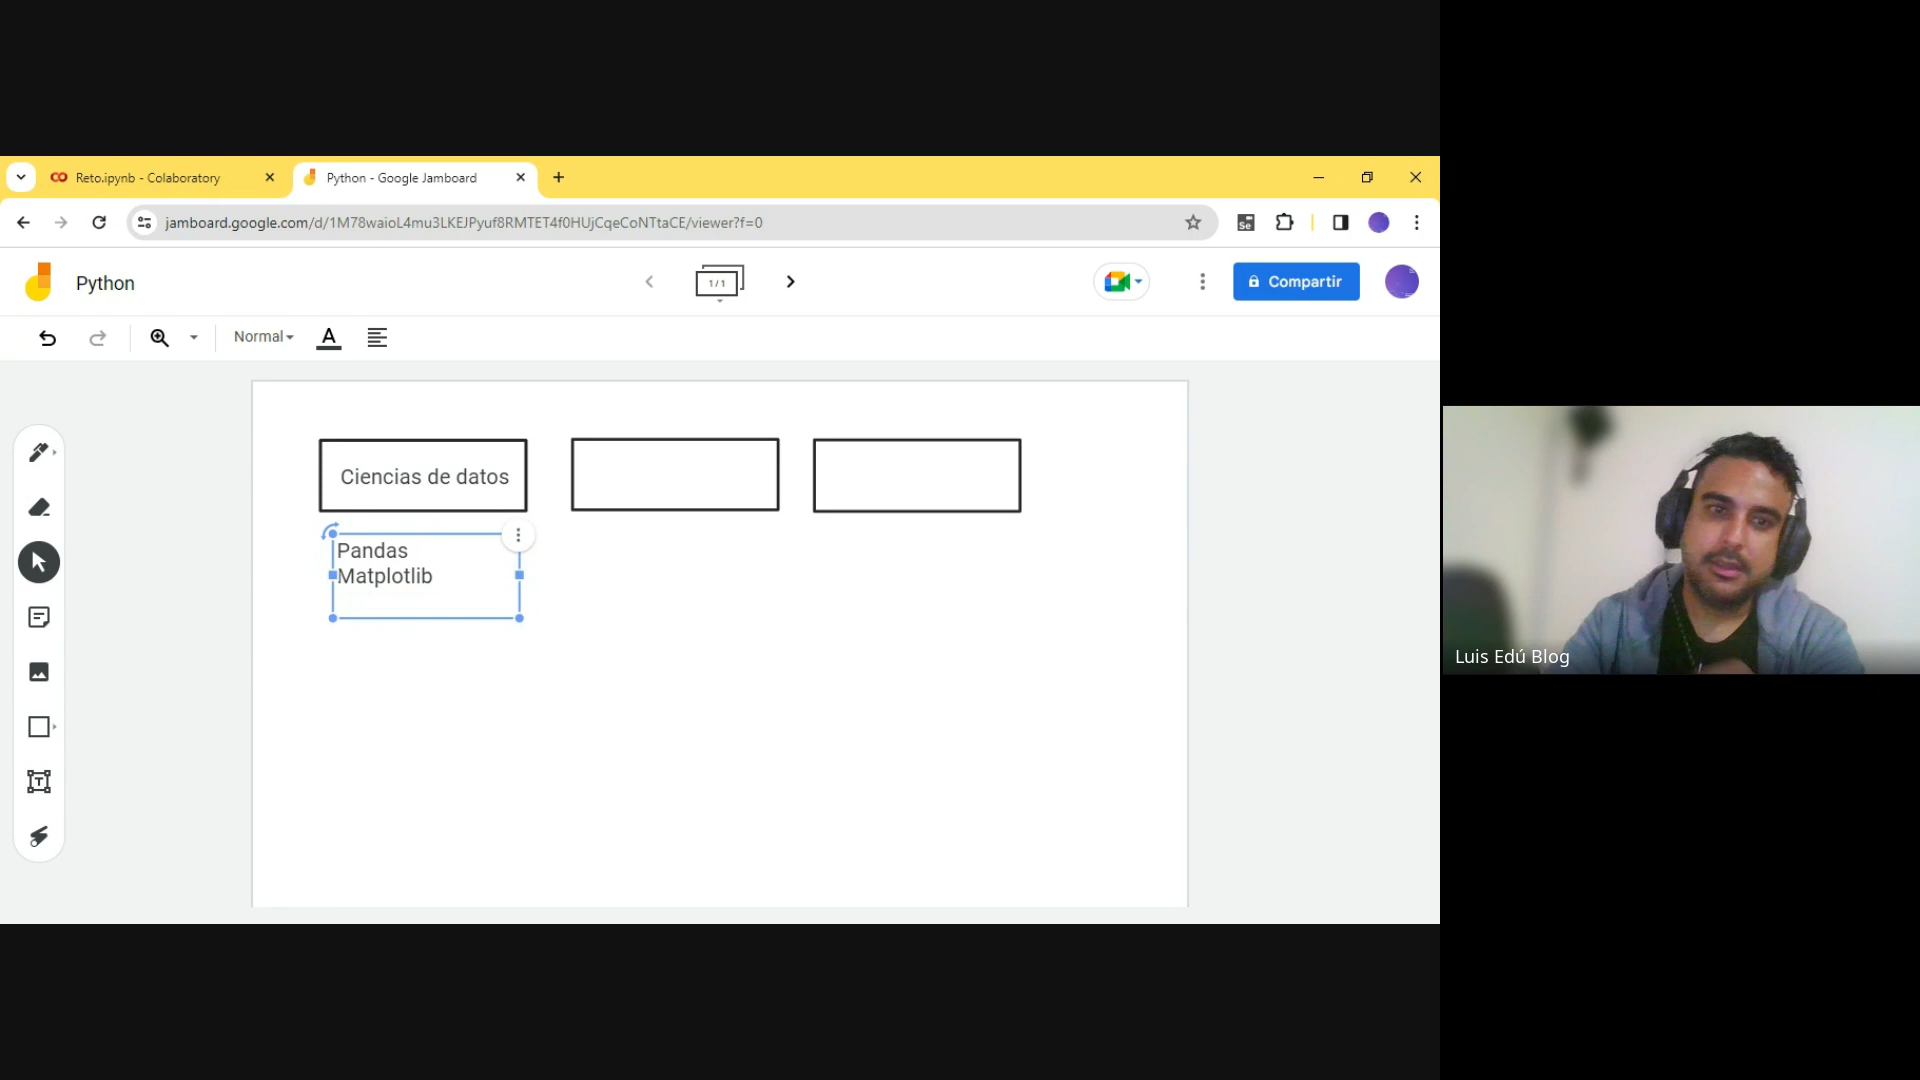 Reto.ipynb - Colaboratory
Python - Google Jamboard
jamboard.google.com/d/1M78waioL4mu3LKEJPyuf8RMTET4f0HUjCqeCoNTtaCE/viewer?f=0
Se
Python
1 / 1
Compartir
Normal
A
Ciencias de datos
Pandas
Matplotlib
Luis Edú Blog